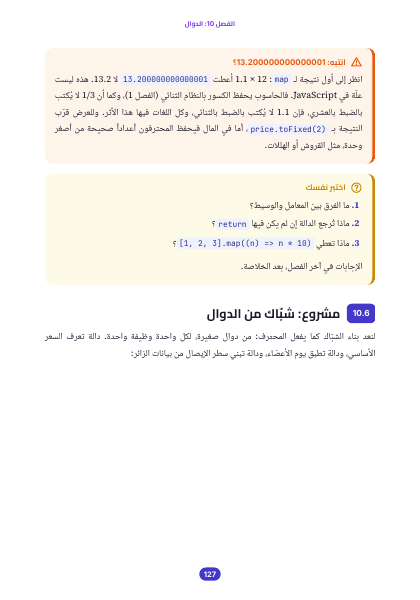 الفصل 10: الدوال
انتبه: 13.200000000000001؟
انظر إلى أول نتيجة لـ map : 12 × 1.1 أعطت 13.200000000000001 لا 13.2. هذه ليست
علّة في JavaScript. فالحاسوب يحفظ الكسور بالنظام الثنائي (الفصل 1)، وكما أن 1/3 لا يُكتب
بالضبط بالعشري، فإن 1.1 لا يُكتب بالضبط بالثنائي، وكل اللغات فيها هذا الأثر. وللعرض قرّب
النتيجة بـ price.toFixed(2) ، أما في المال فيحفظ المحترفون أعداداً صحيحة من أصغر
وحدة، مثل القروش أو الهللات.
اختبر نفسك
1. ما الفرق بين المعامل والوسيط؟
2. ماذا تُرجع الدالة إن لم يكن فيها return ؟
3. ماذا تعطي [1, 2, 3].map((n) => n * 10) ؟
الإجابات في آخر الفصل، بعد الخلاصة.
10.6 مشروع: شبّاك من الدوال
لنعد بناء الشبّاك كما يفعل المحترف: من دوال صغيرة، لكل واحدة وظيفة واحدة. دالة تعرف السعر
الأساسي، ودالة تطبق يوم الأعضاء، ودالة تبني سطر الإيصال من بيانات الزائر:
127